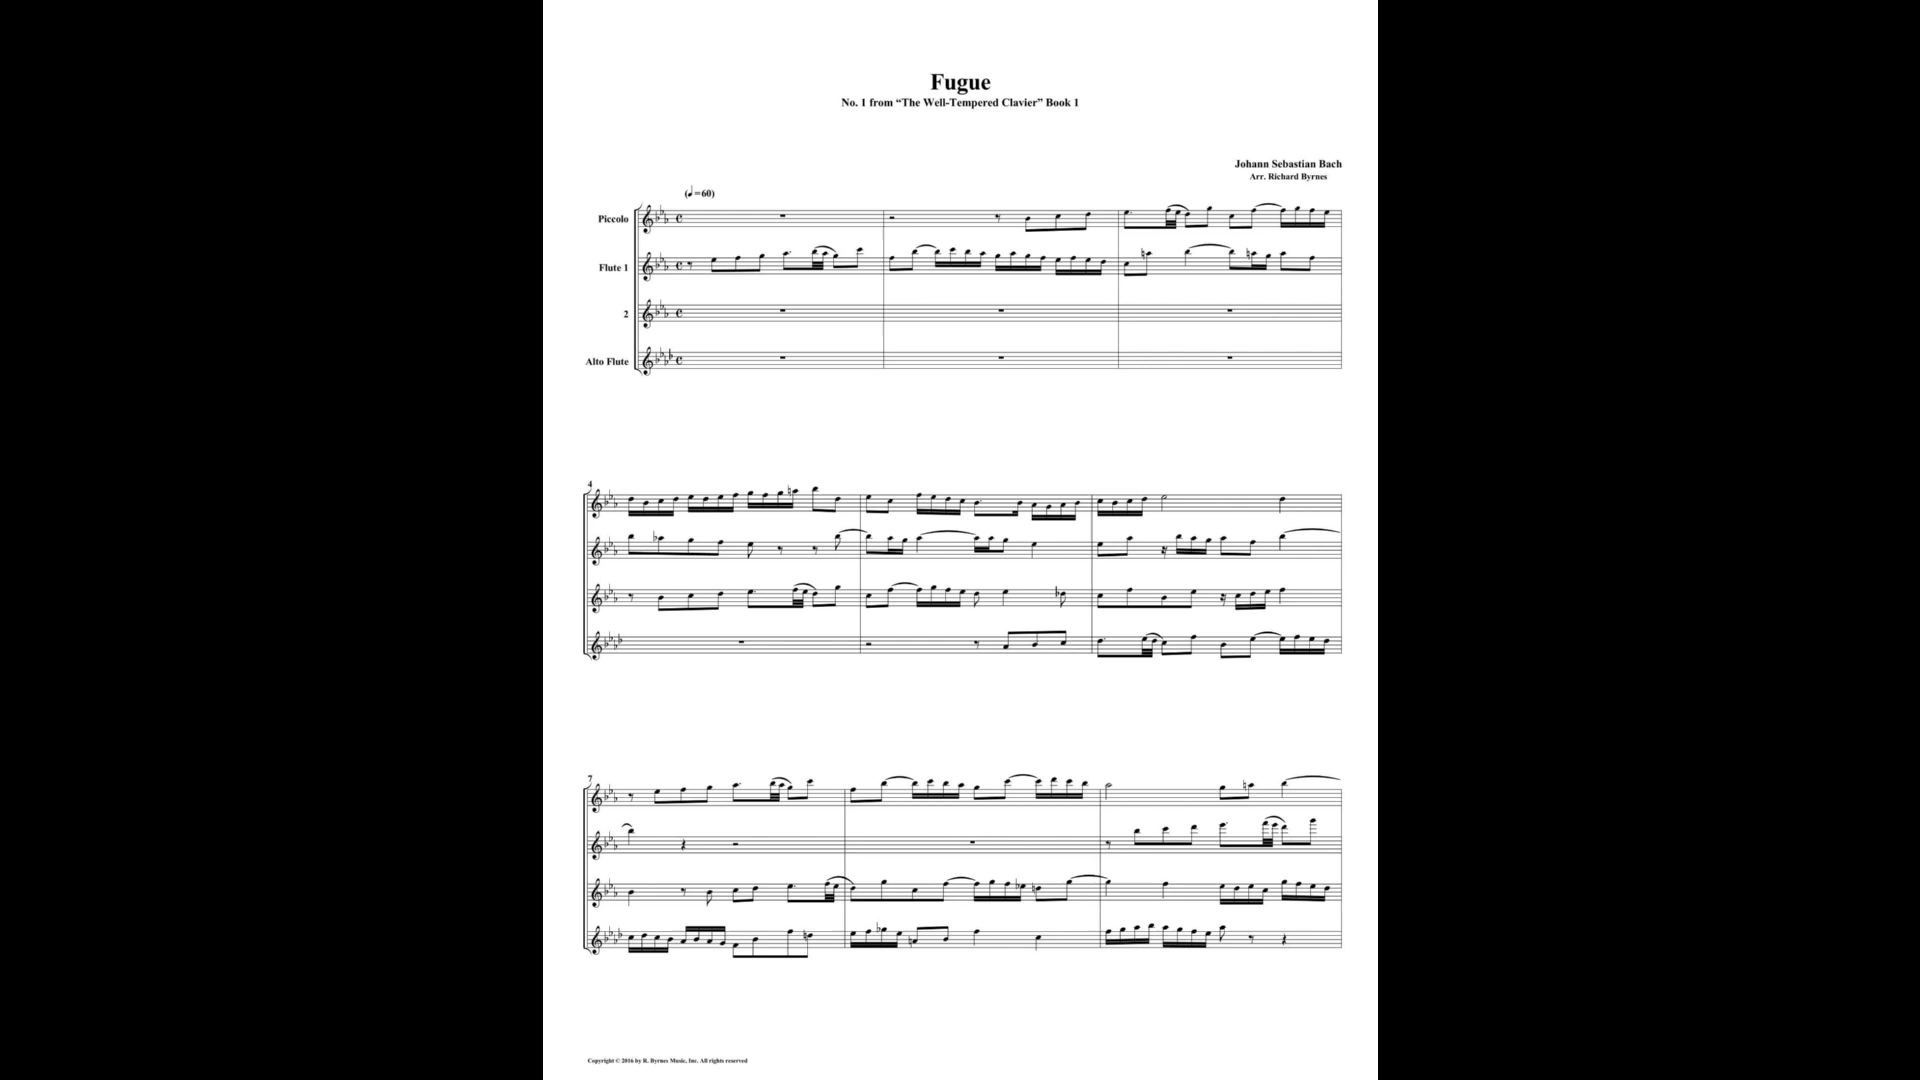 Fugue
No. 1 from “The Well-Tempered Clavier” Book 1
Johann Sebastian Bach
Arr. Richard Byrnes
(♩=60)
Piccolo
Flute 1
2
Alto Flute
4
7
Copyright © 2016 by R. Byrnes Music, Inc. All rights reserved